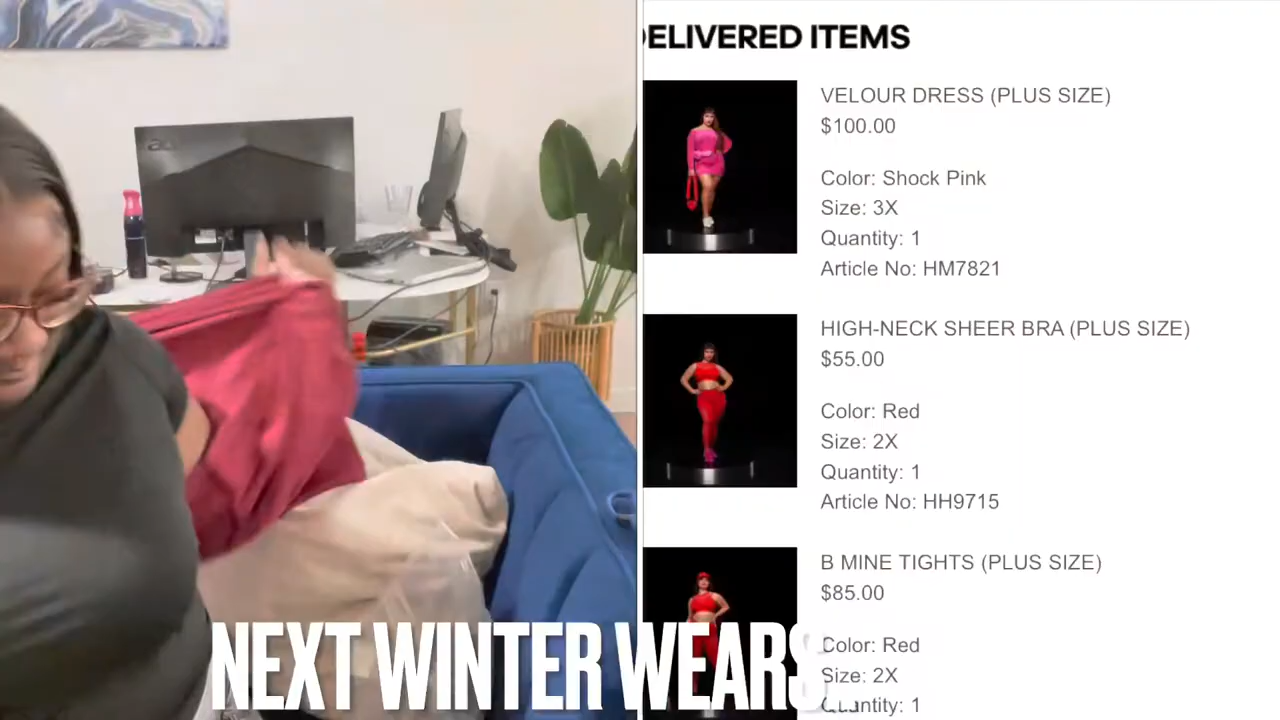 DELIVERED ITEMS
VELOUR DRESS (PLUS SIZE)
$100.00
Color: Shock Pink
Size: 3X
Quantity: 1
Article No: HM7821
HIGH-NECK SHEER BRA (PLUS SIZE)
$55.00
Color: Red
Size: 2X
Quantity: 1
Article No: HH9715
B MINE TIGHTS (PLUS SIZE)
$85.00
Color: Red
Size: 2X
Quantity: 1
NEXT WINTER WEARS